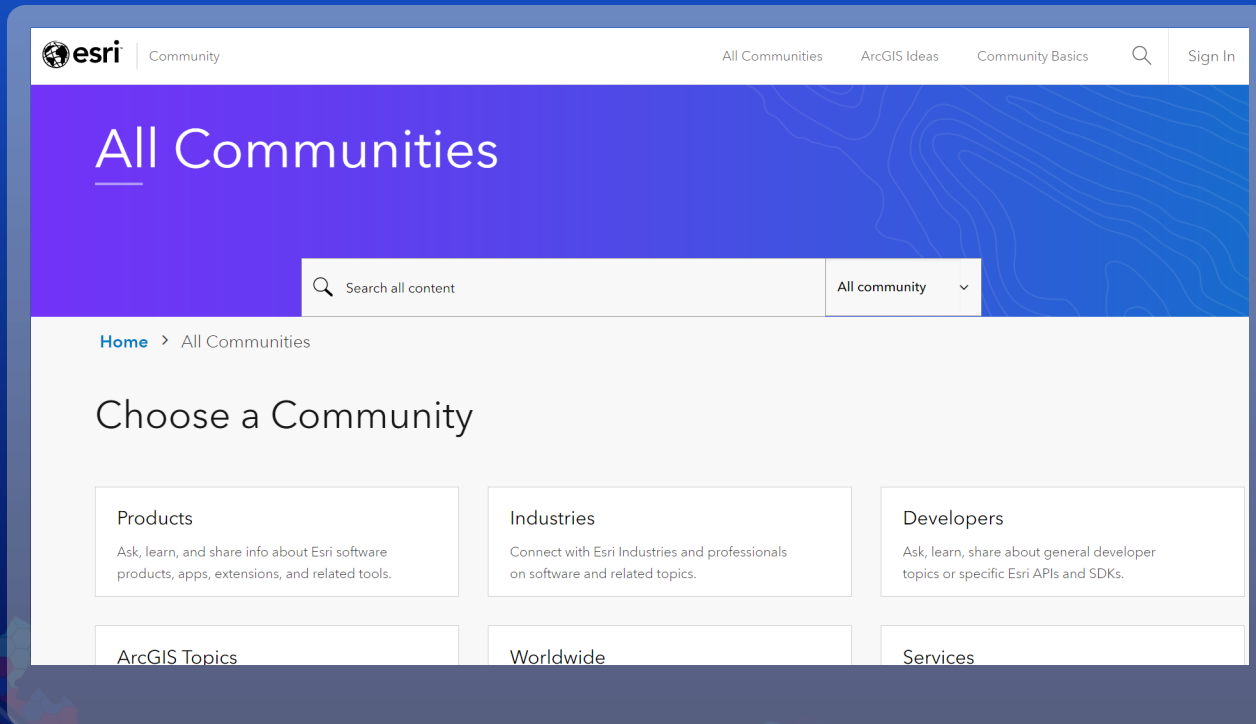 esri Community All Communities ArcGIS Ideas Community Basics Sign In
All Communities
Search all content All community
Home > All Communities
Choose a Community
Products
Ask, learn, and share info about Esri software
products, apps, extensions, and related tools.
Industries
Connect with Esri Industries and professionals
on software and related topics.
Developers
Ask, learn, share about general developer
topics or specific Esri APIs and SDKs.
ArcGIS Topics
Worldwide
Services